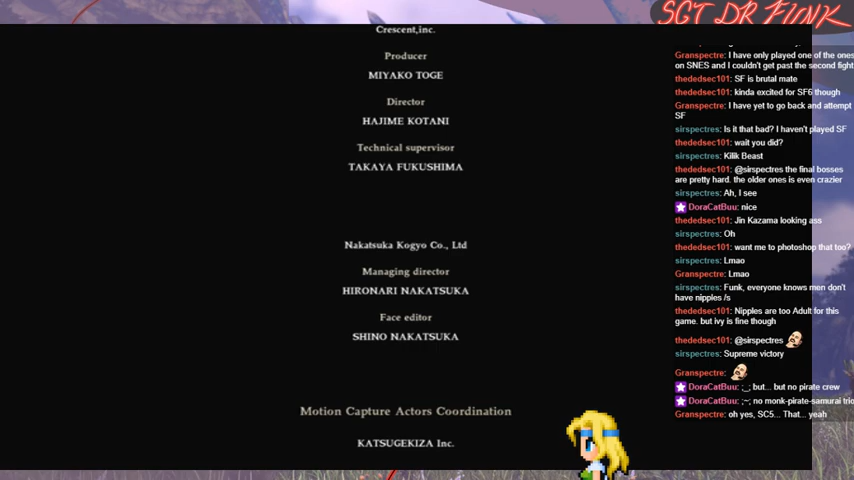 SGT DR FUNK
Crescent,inc.
Producer
MIYAKO TOGE
Director
HAJIME KOTANI
Technical supervisor
TAKAYA FUKUSHIMA
Nakatsuka Kogyo Co., Ltd
Managing director
HIRONARI NAKATSUKA
Face editor
SHINO NAKATSUKA
Motion Capture Actors Coordination
KATSUGEKIZA Inc.
Granspectre: I have only played one of the ones
on SNES and I couldn't get past the second fight
thededsec101: SF is brutal mate
thededsec101: kinda excited for SF6 though
Granspectre: I have yet to go back and attempt
SF
sirspectres: Is it that bad? I haven't played SF
thededsec101: wait you did?
sirspectres: Kilik Beast
thededsec101: @sirspectres the final bosses
are pretty hard. the older ones is even crazier
sirspectres: Ah, I see
DoraCatBuu: nice
thededsec101: Jin Kazama looking ass
sirspectres: Oh
thededsec101: want me to photoshop that too?
sirspectres: Lmao
Granspectre: Lmao
sirspectres: Funk, everyone knows men don't
have nipples /s
thededsec101: Nipples are too Adult for this
game. but ivy is fine though
thededsec101: @sirspectres
sirspectres: Supreme victory
Granspectre:
DoraCatBuu: ;_; but... but no pirate crew
DoraCatBuu: ;~; no monk-pirate-samurai trio
Granspectre: oh yes, SC5... That... yeah